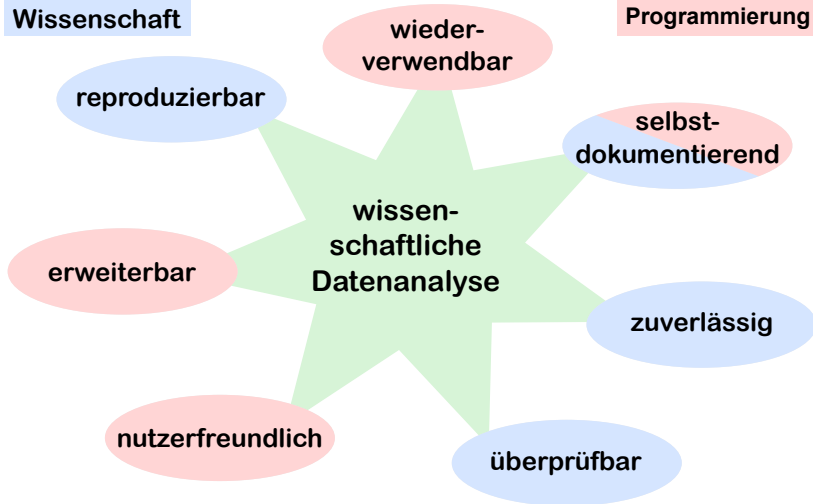 Wissenschaft
Programmierung
wieder-
verwendbar
reproduzierbar
selbst-
dokumentierend
wissen-
schaftliche
Datenanalyse
erweiterbar
zuverlässig
nutzerfreundlich
überprüfbar